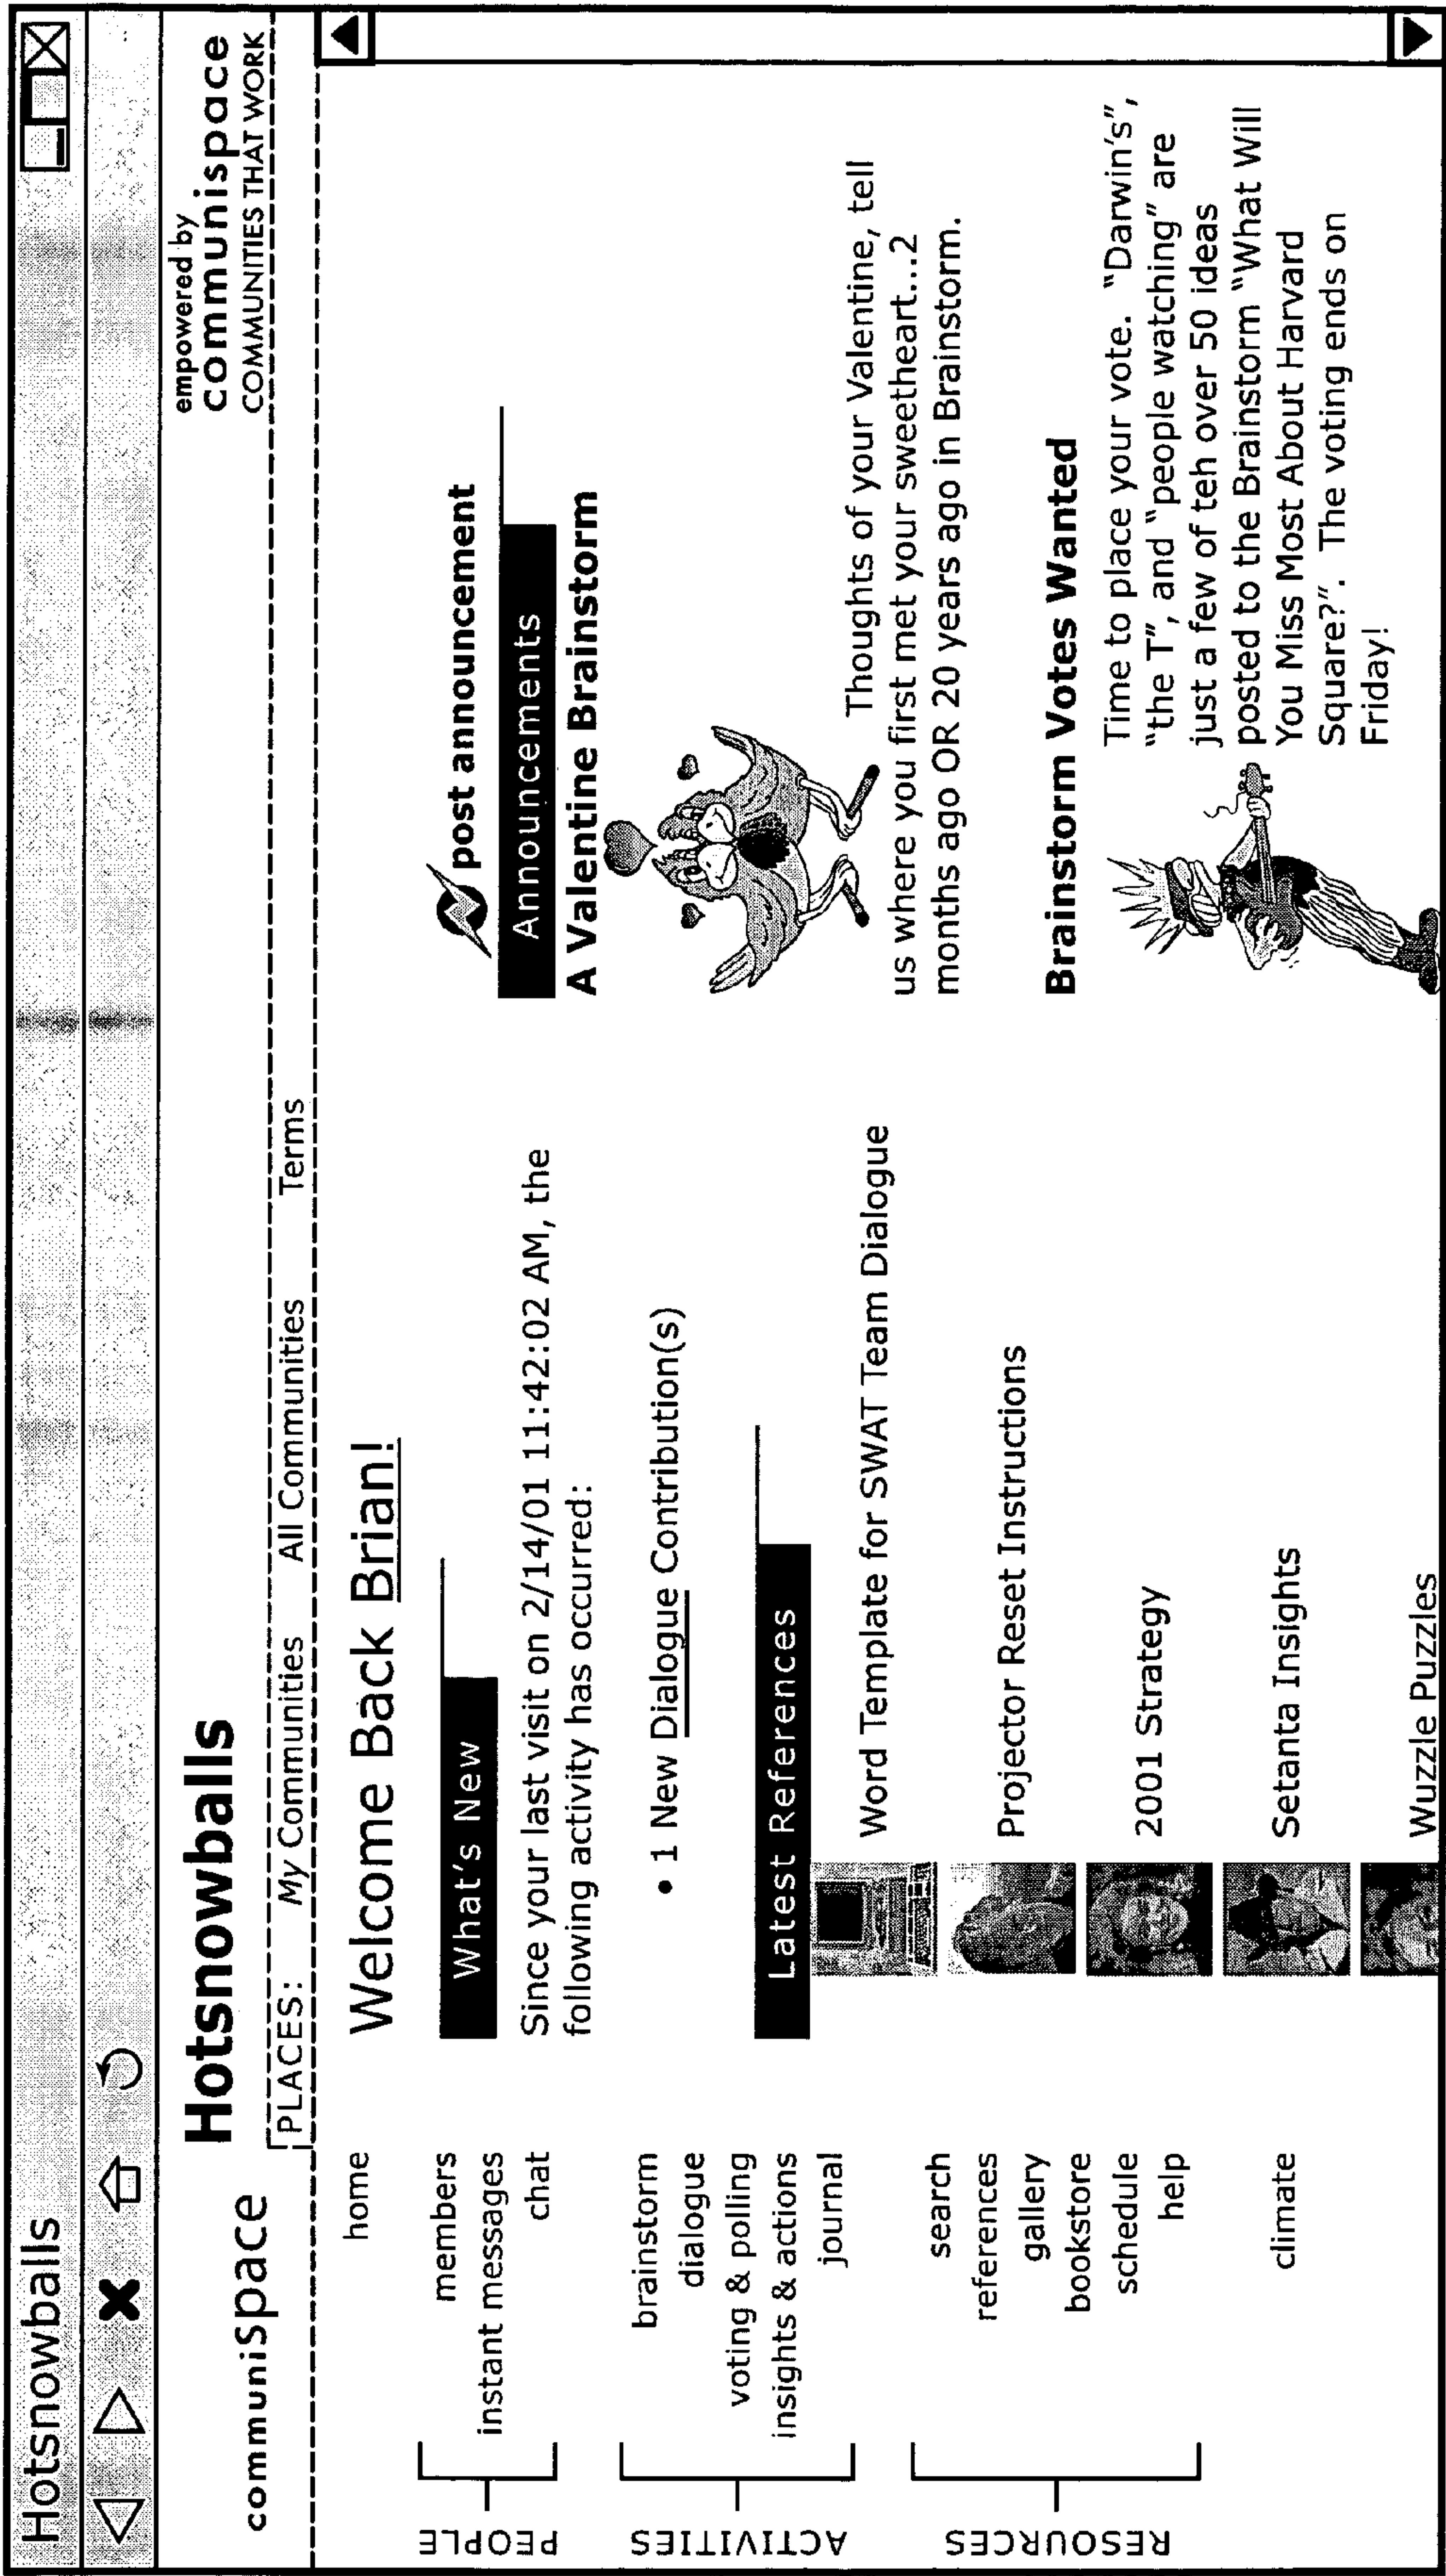 Hotsnowballs
communispace
Hotsnowballs
empowered by
communispace
COMMUNITIES THAT WORK
PLACES: My Communities All Communities Terms
home
PEOPLE
members
instant messages
chat
ACTIVITIES
brainstorm
dialogue
voting & polling
insights & actions
journal
RESOURCES
search
references
gallery
bookstore
schedule
help
climate
Welcome Back Brian!
What's New
Since your last visit on 2/14/01 11:42:02 AM, the
following activity has occurred:
• 1 New Dialogue Contribution(s)
Latest References
Word Template for SWAT Team Dialogue
Projector Reset Instructions
2001 Strategy
Setanta Insights
Wuzzle Puzzles
post announcement
Announcements
A Valentine Brainstorm
Thoughts of your Valentine, tell
us where you first met your sweetheart...2
months ago OR 20 years ago in Brainstorm.
Brainstorm Votes Wanted
Time to place your vote. “Darwin's”,
“the T”, and “people watching” are
just a few of teh over 50 ideas
posted to the Brainstorm “What Will
You Miss Most About Harvard
Square?”. The voting ends on
Friday!